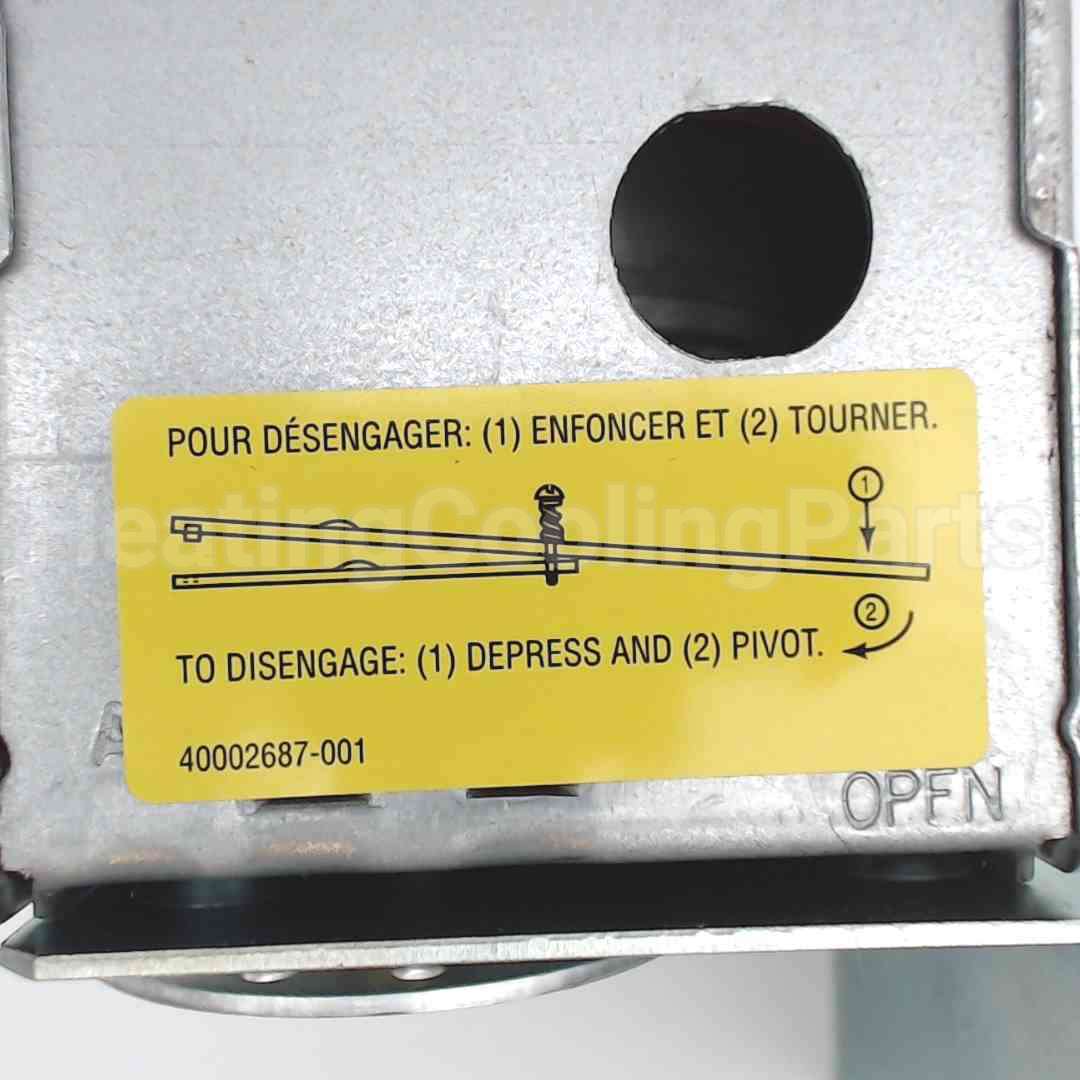 POUR DÉSENGAGER: (1) ENFONCER ET (2) TOURNER.
1
HeatingCoolingParts
2
TO DISENGAGE: (1) DEPRESS AND (2) PIVOT.
40002687-001
OPEN